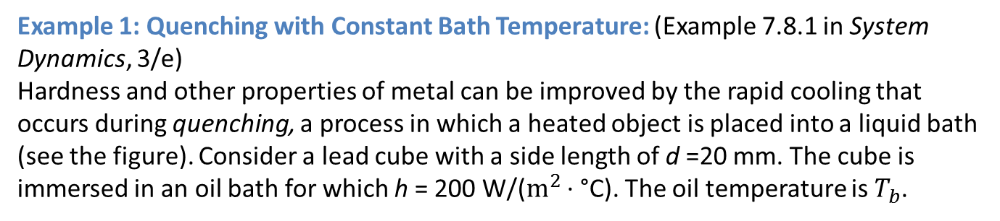 Example 1: Quenching with Constant Bath Temperature: (Example 7.8.1 in System
Dynamics, 3/e)
Hardness and other properties of metal can be improved by the rapid cooling that
occurs during quenching, a process in which a heated object is placed into a liquid bath
(see the figure). Consider a lead cube with a side length of d =20 mm. The cube is
immersed in an oil bath for which h = 200 W/(m² · °C). The oil temperature is T_b.